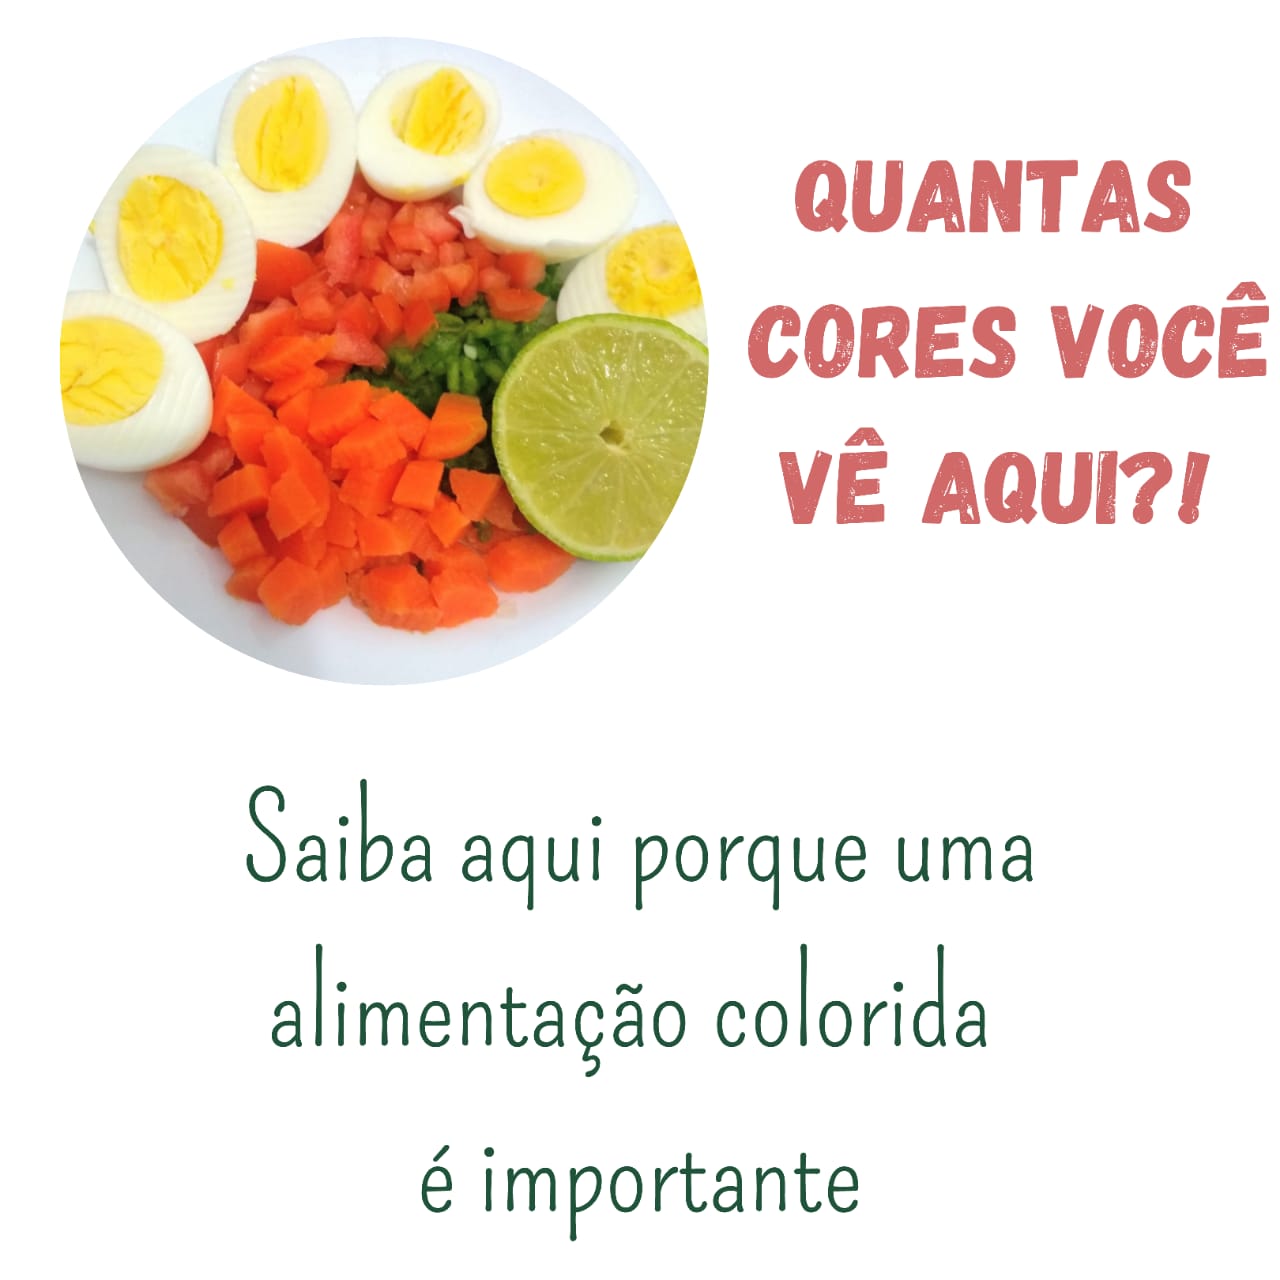 QUANTAS
CORES VOCÊ
VÊ AQUI?!
Saiba aqui porque uma
alimentação colorida
é importante